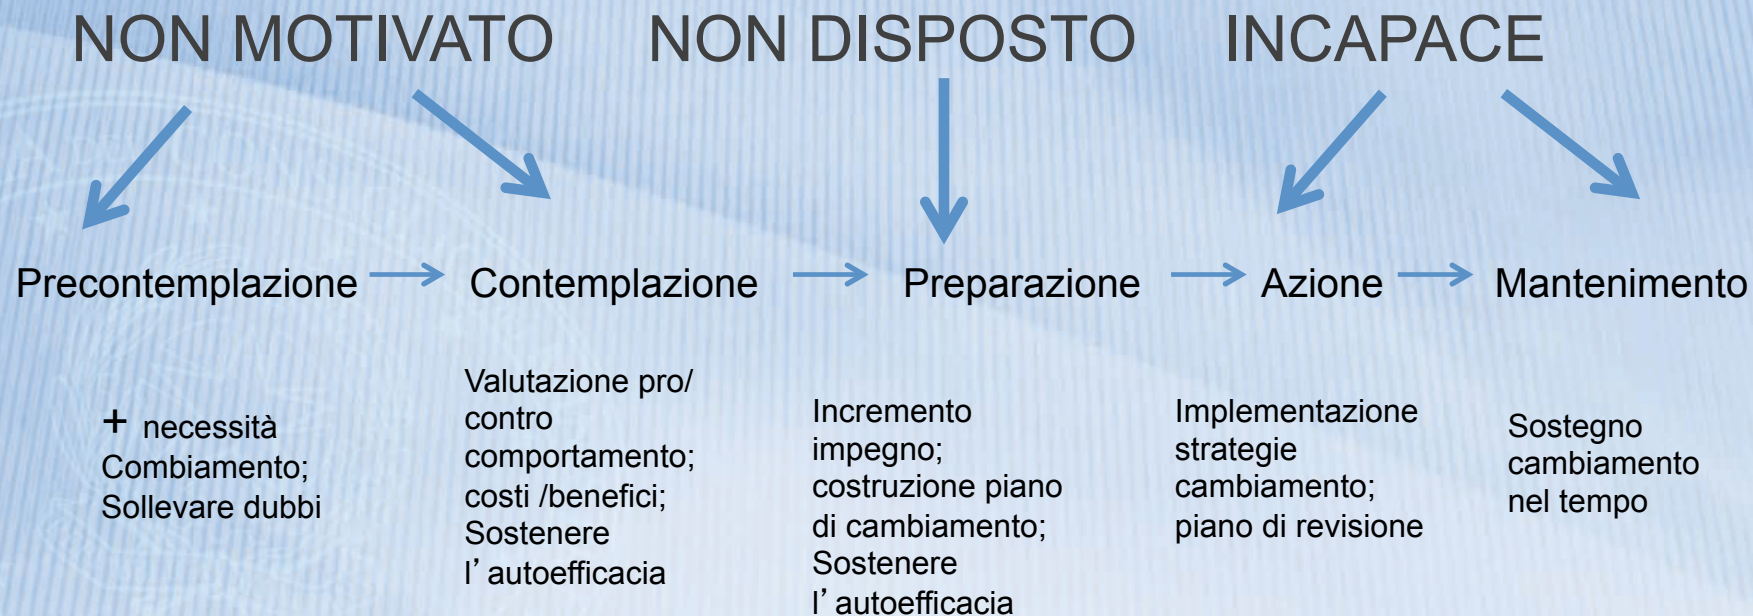 NON MOTIVATO NON DISPOSTO INCAPACE
Precontemplazione Contemplazione Preparazione Azione Mantenimento
+ necessità
Combiamento;
Sollevare dubbi
Valutazione pro/
contro
comportamento;
costi /benefici;
Sostenere
l’ autoefficacia
Incremento
impegno;
costruzione piano
di cambiamento;
Sostenere
l’ autoefficacia
Implementazione
strategie
cambiamento;
piano di revisione
Sostegno
cambiamento
nel tempo